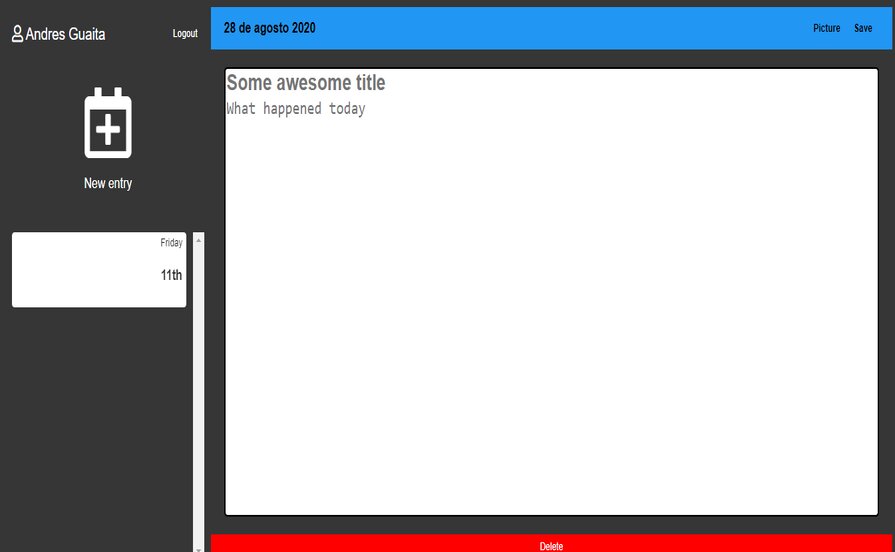 Andres Guaita
Logout
New entry
Friday
11th
28 de agosto 2020
Picture
Save
Some awesome title
What happened today
Delete